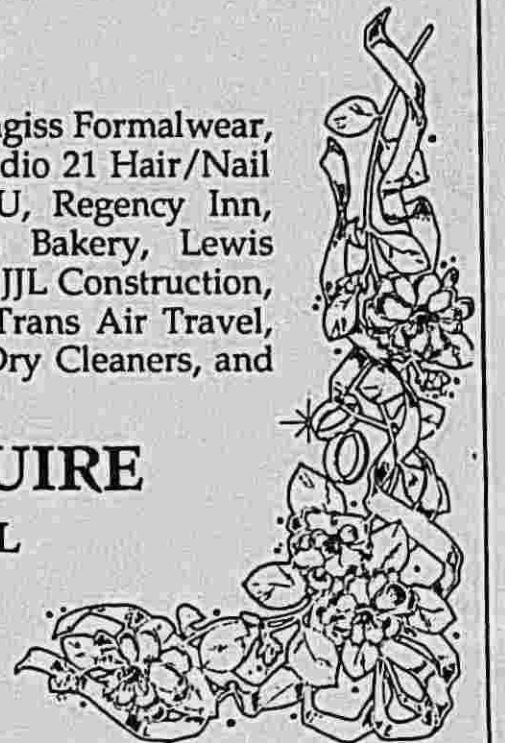 giss Formalwear,
dio 21 Hair/Nail
U, Regency Inn,
Bakery, Lewis
JJL Construction,
Trans Air Travel,
Dry Cleaners, and
UIRE
L